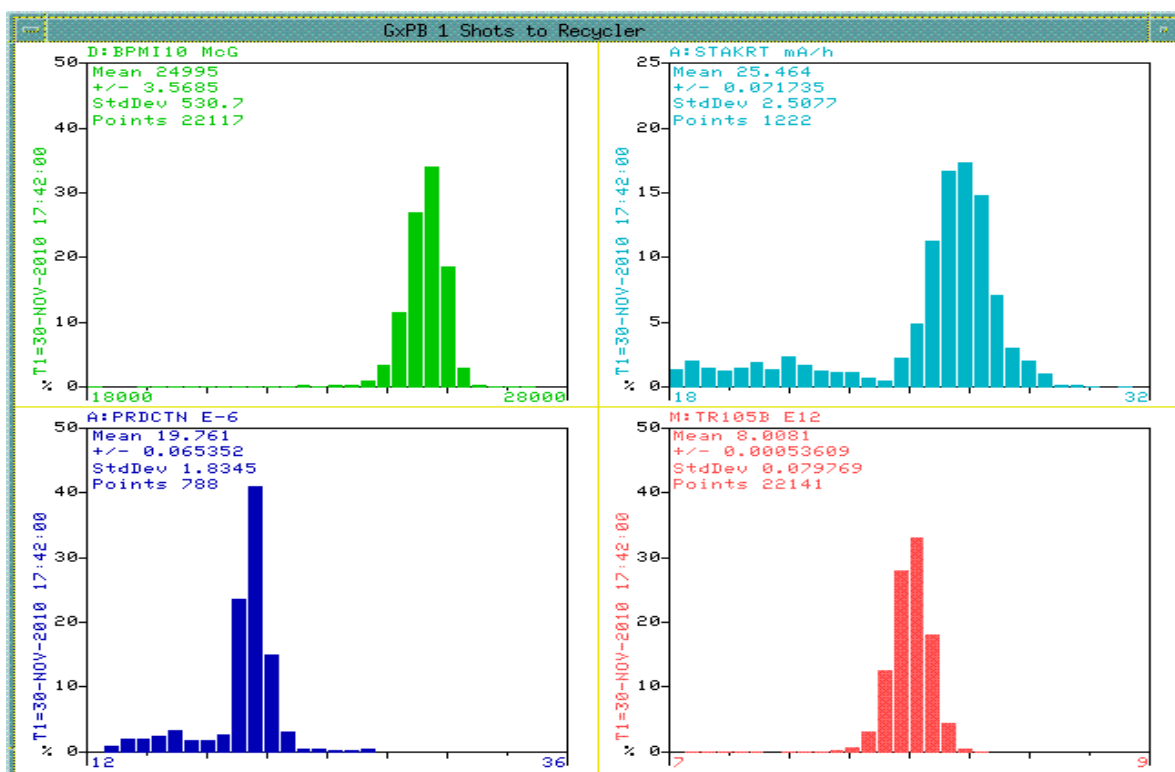 GxPB 1 Shots to Recycler
D:BPMI10 McG
50
Mean 24995
+/- 3.5685
StdDev 530.7
Points 22117
40
30
20
10
% 0
T1=30-NOV-2010 17:42:00
18000 28000
A:STAKRT mA/h
25
Mean 25.464
+/- 0.071735
StdDev 2.5077
Points 1222
20
15
10
5
% 0
T1=30-NOV-2010 17:42:00
18 32
A:PRDCTN E-6
50
Mean 19.761
+/- 0.065352
StdDev 1.8345
Points 788
40
30
20
10
% 0
T1=30-NOV-2010 17:42:00
12 36
M:TR105B E12
50
Mean 8.0081
+/- 0.00053609
StdDev 0.079769
Points 22141
40
30
20
10
% 0
T1=30-NOV-2010 17:42:00
7 9